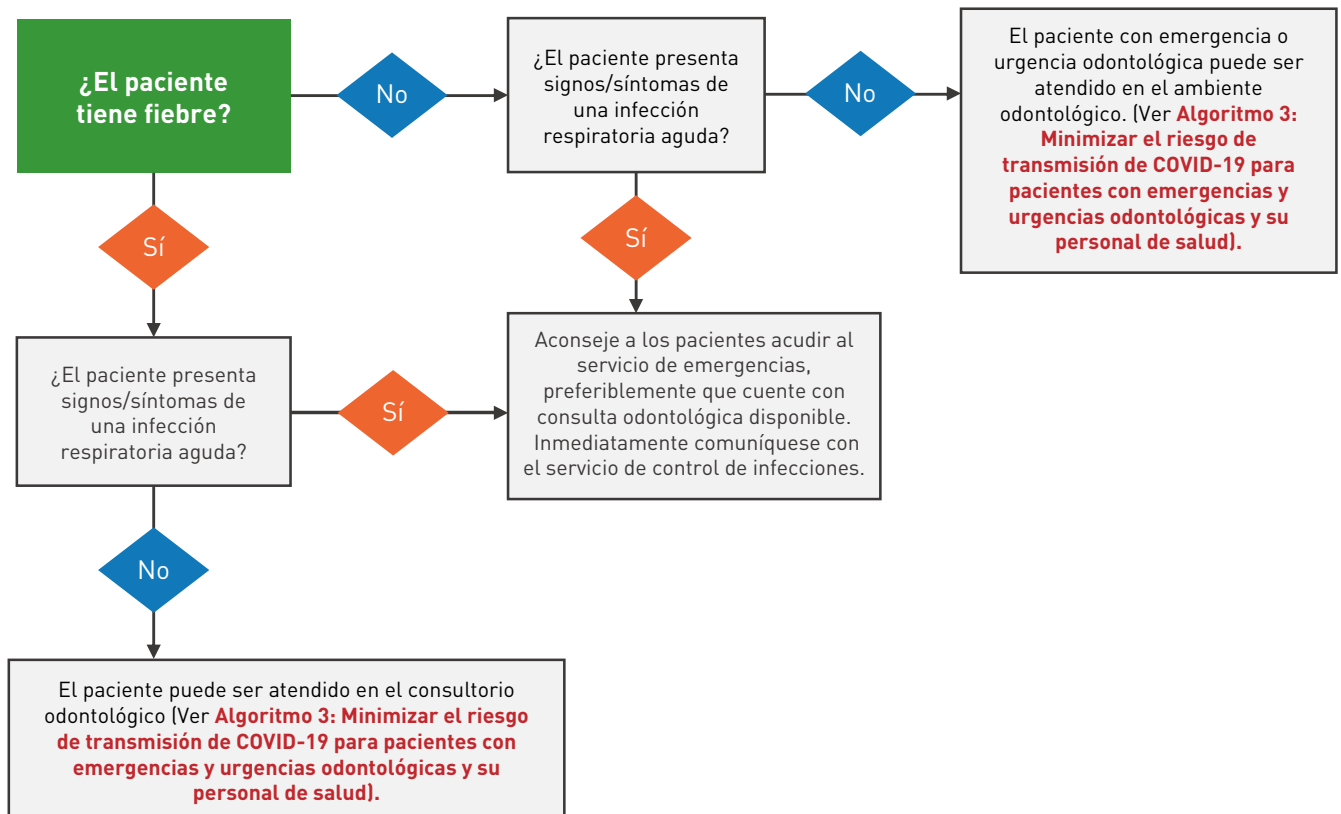 ¿El paciente
tiene fiebre?
No
¿El paciente presenta
signos/síntomas de
una infección
respiratoria aguda?
No
El paciente con emergencia o
urgencia odontológica puede ser
atendido en el ambiente
odontológico. (Ver Algoritmo 3:
Minimizar el riesgo de
transmisión de COVID-19 para
pacientes con emergencias y
urgencias odontológicas y su
personal de salud).
Sí
Sí
¿El paciente presenta
signos/síntomas de
una infección
respiratoria aguda?
Sí
Aconseje a los pacientes acudir al
servicio de emergencias,
preferiblemente que cuente con
consulta odontológica disponible.
Inmediatamente comuníquese con
el servicio de control de infecciones.
No
El paciente puede ser atendido en el consultorio
odontológico (Ver Algoritmo 3: Minimizar el riesgo
de transmisión de COVID-19 para pacientes con
emergencias y urgencias odontológicas y su
personal de salud).